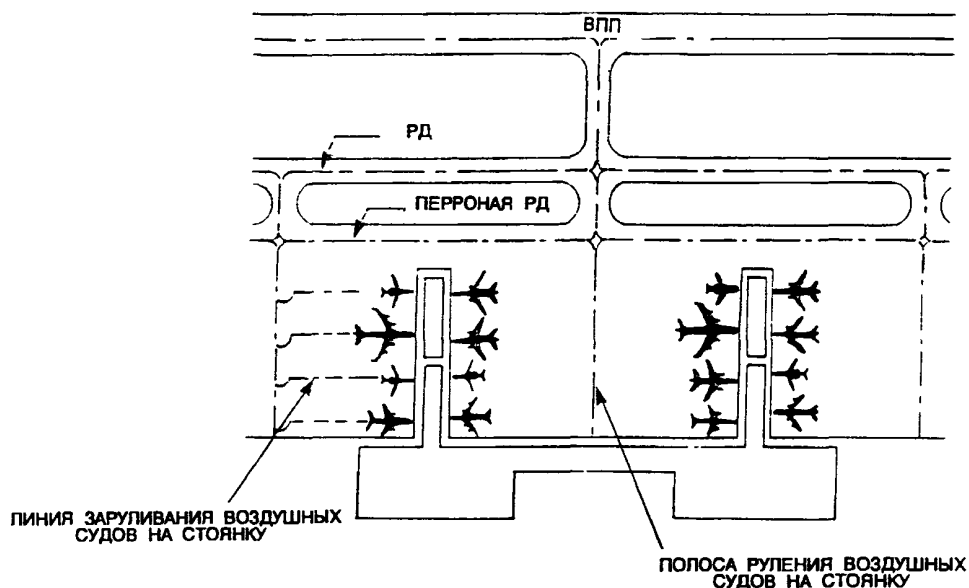 ВПП
РД
ПЕРРОНАЯ РД
ЛИНИЯ ЗАРУЛИВАНИЯ ВОЗДУШНЫХ
СУДОВ НА СТОЯНКУ
ПОЛОСА РУЛЕНИЯ ВОЗДУШНЫХ
СУДОВ НА СТОЯНКУ